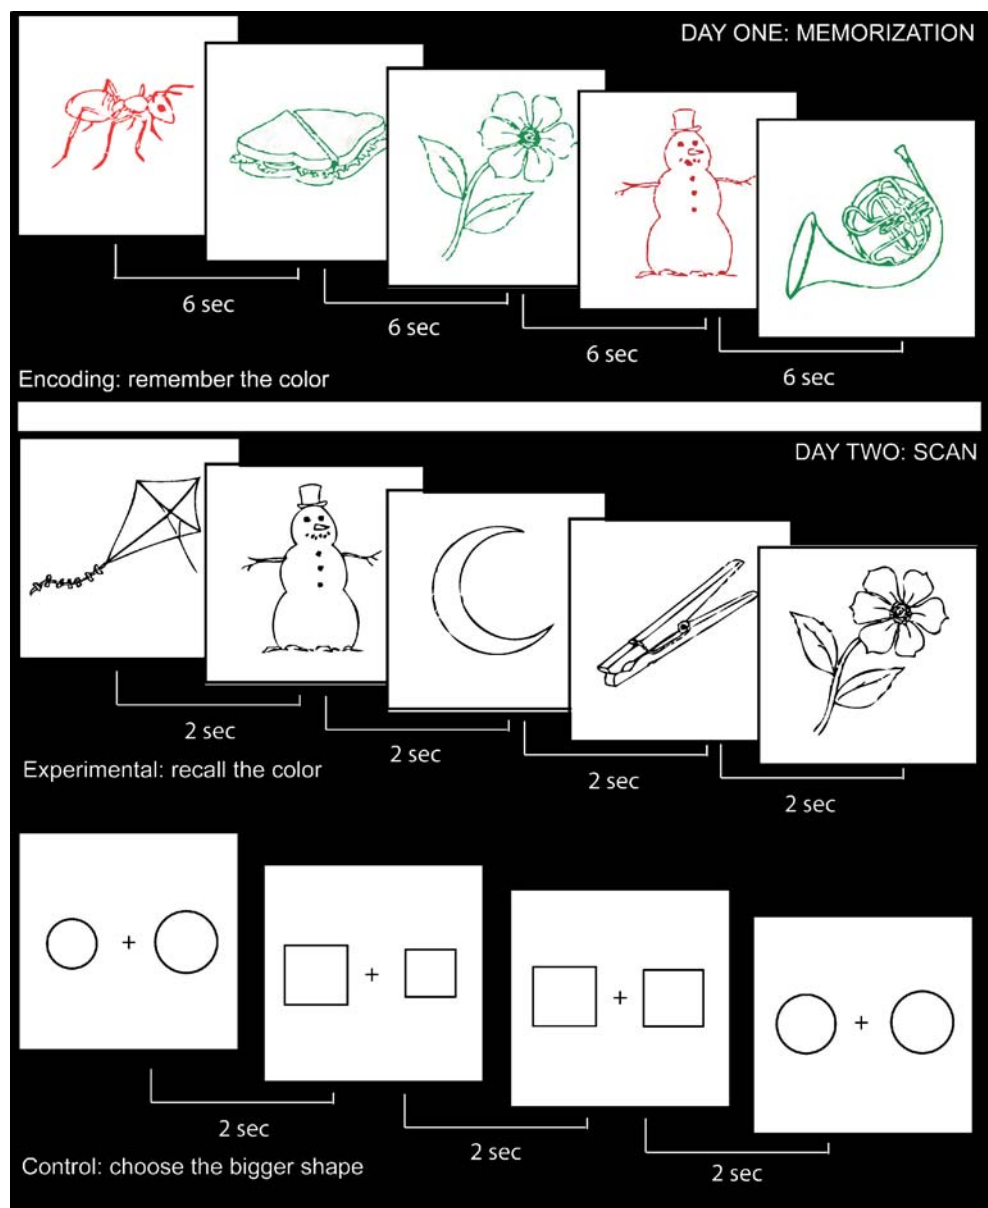 DAY ONE: MEMORIZATION
6 sec
6 sec
6 sec
6 sec
Encoding: remember the color
DAY TWO: SCAN
2 sec
2 sec
2 sec
2 sec
Experimental: recall the color
+
+
+
+
2 sec
2 sec
2 sec
Control: choose the bigger shape